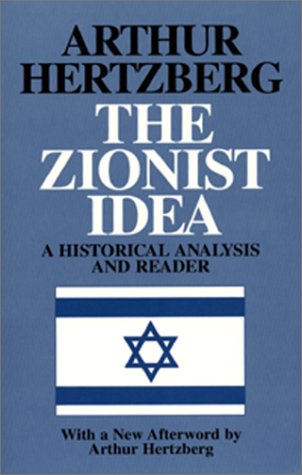 ARTHUR
HERTZBERG
THE
ZIONIST
IDEA
A HISTORICAL ANALYSIS
AND READER
With a New Afterword by
Arthur Hertzberg